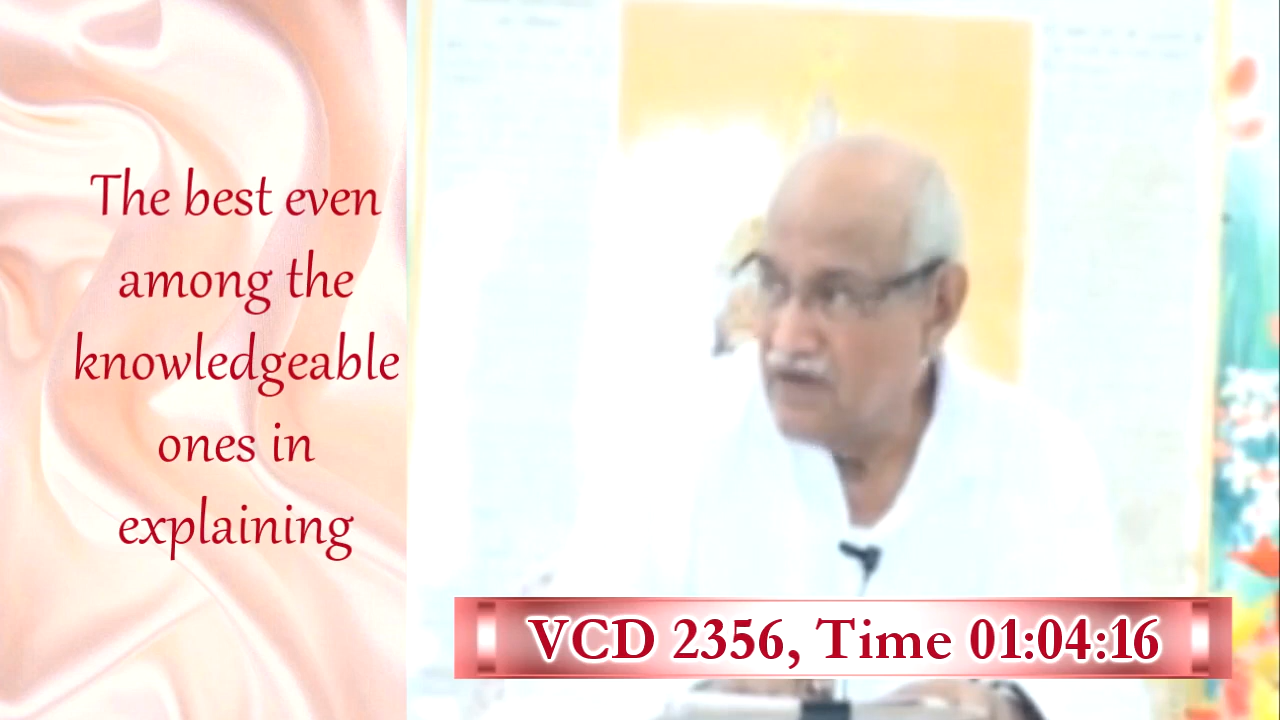 The best even
among the
knowledgeable
ones in
explaining
VCD 2356, Time 01:04:16